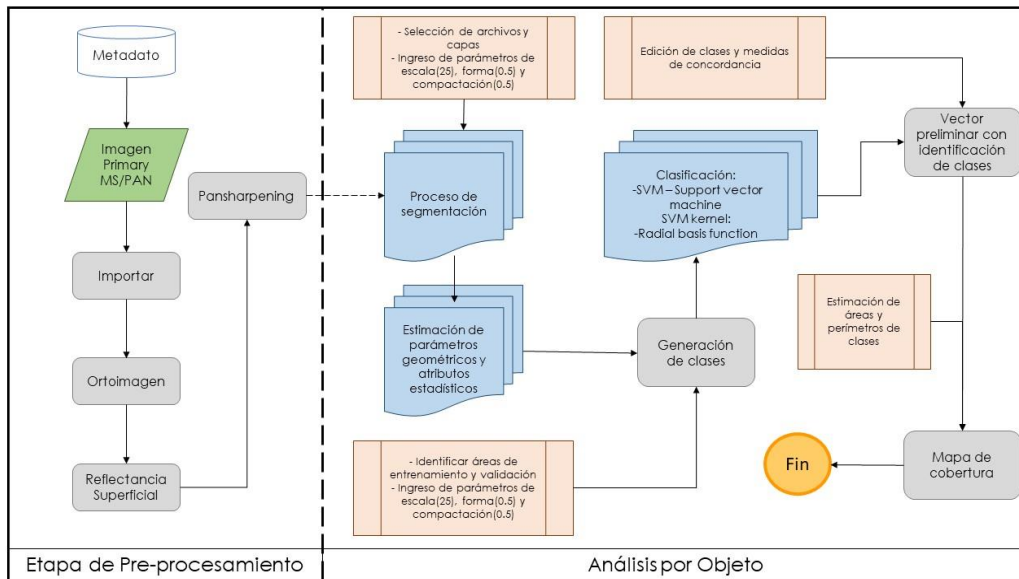 Metadato
Imagen
Primary
MS/PAN
Importar
Ortoimagen
Reflectancia
Superficial
Pansharpening
- Selección de archivos y
capas
- Ingreso de parámetros de
escala(25), forma(0.5) y
compactación(0.5)
Proceso de
segmentación
Estimación de
parámetros
geométricos y
atributos
estadísticos
- Identificar áreas de
entrenamiento y validación
- Ingreso de parámetros de
escala(25), forma(0.5) y
compactación(0.5)
Generación
de clases
Clasificación:
-SVM – Support vector
machine
SVM kernel:
-Radial basis function
Edición de clases y medidas
de concordancia
Vector
preliminar con
identificación
de clases
Estimación de
áreas y
perímetros de
clases
Mapa de
cobertura
Fin
Etapa de Pre-procesamiento
Análisis por Objeto